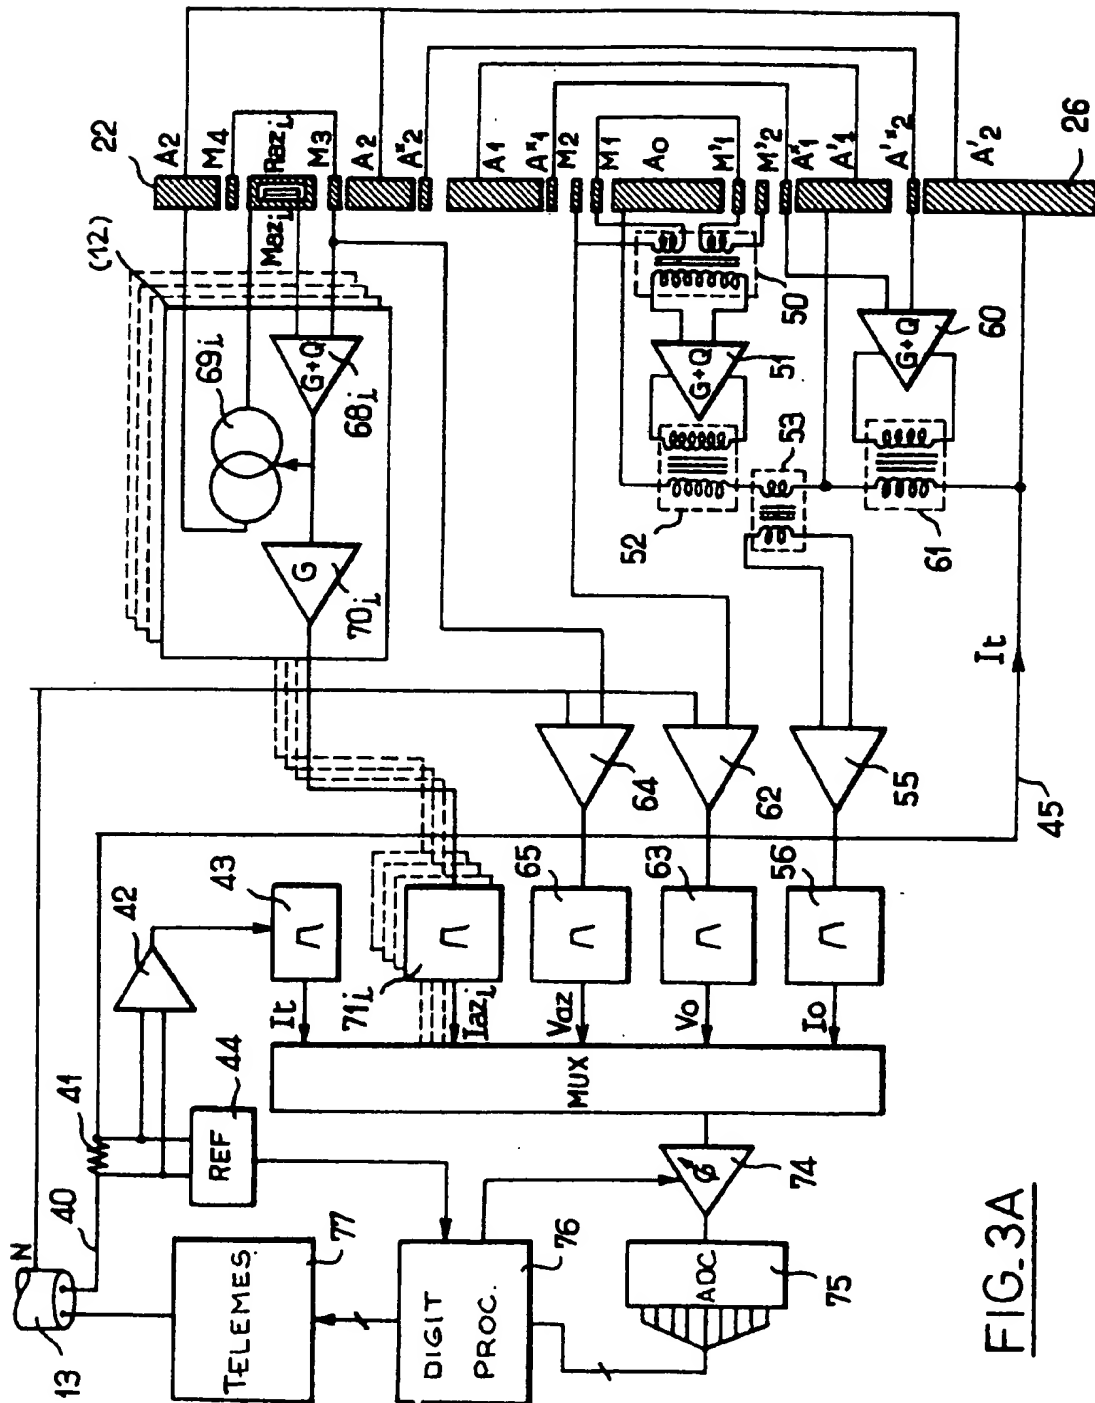 22
A2
M4
Raz i
Maz i
M3
A2
A*2
A1
A*1
M2
M1
Ao
M'1
M'2
A*'1
A'1
A'*2
A'2
26
(12)
69i
G+Q
68i
G
70i
50
G+Q
51
52
53
G+Q
60
61
It
45
64
62
55
65
63
56
43
42
71i
It
Iazi
Vaz
Vo
Io
MUX
41
44
REF
40
N
13
TELEMES.
77
DIGIT
PROC.
76
G
74
ADC
75
FIG.3A